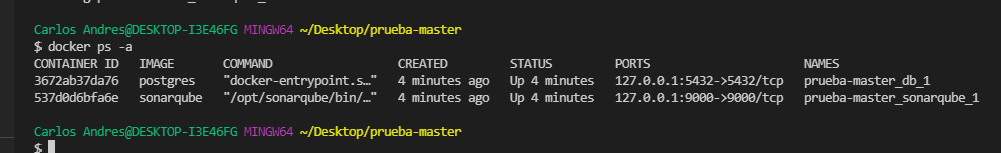 Carlos Andres@DESKTOP-I3E46FG MINGW64 ~/Desktop/prueba-master
$ docker ps -a
CONTAINER ID   IMAGE       COMMAND                  CREATED         STATUS         PORTS                      NAMES
3672ab37da76   postgres    "docker-entrypoint.s…"   4 minutes ago   Up 4 minutes   127.0.0.1:5432->5432/tcp   prueba-master_db_1
537d0d6bfa6e   sonarqube   "/opt/sonarqube/bin/…"   4 minutes ago   Up 4 minutes   127.0.0.1:9000->9000/tcp   prueba-master_sonarqube_1
Carlos Andres@DESKTOP-I3E46FG MINGW64 ~/Desktop/prueba-master
$